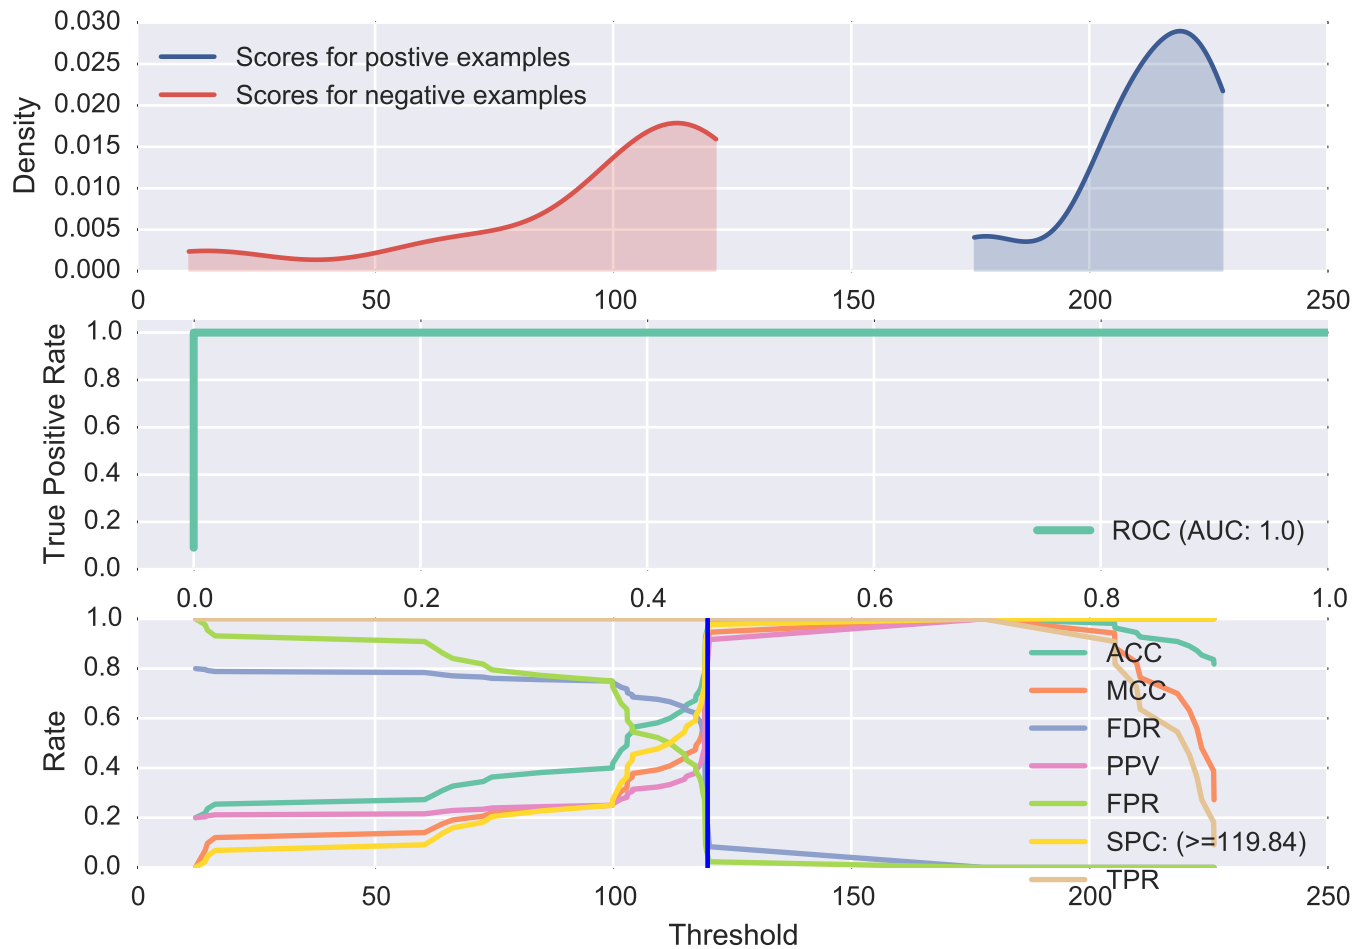 0.030
0.025
0.020
0.015
0.010
0.005
0.000
Density
Scores for postive examples
Scores for negative examples
0 50 100 150 200 250
1.0
0.8
0.6
0.4
0.2
0.0
True Positive Rate
ROC (AUC: 1.0)
0.0 0.2 0.4 0.6 0.8 1.0
1.0
0.8
0.6
0.4
0.2
0.0
Rate
ACC
MCC
FDR
PPV
FPR
SPC: (>=119.84)
TPR
0 50 100 150 200 250
Threshold